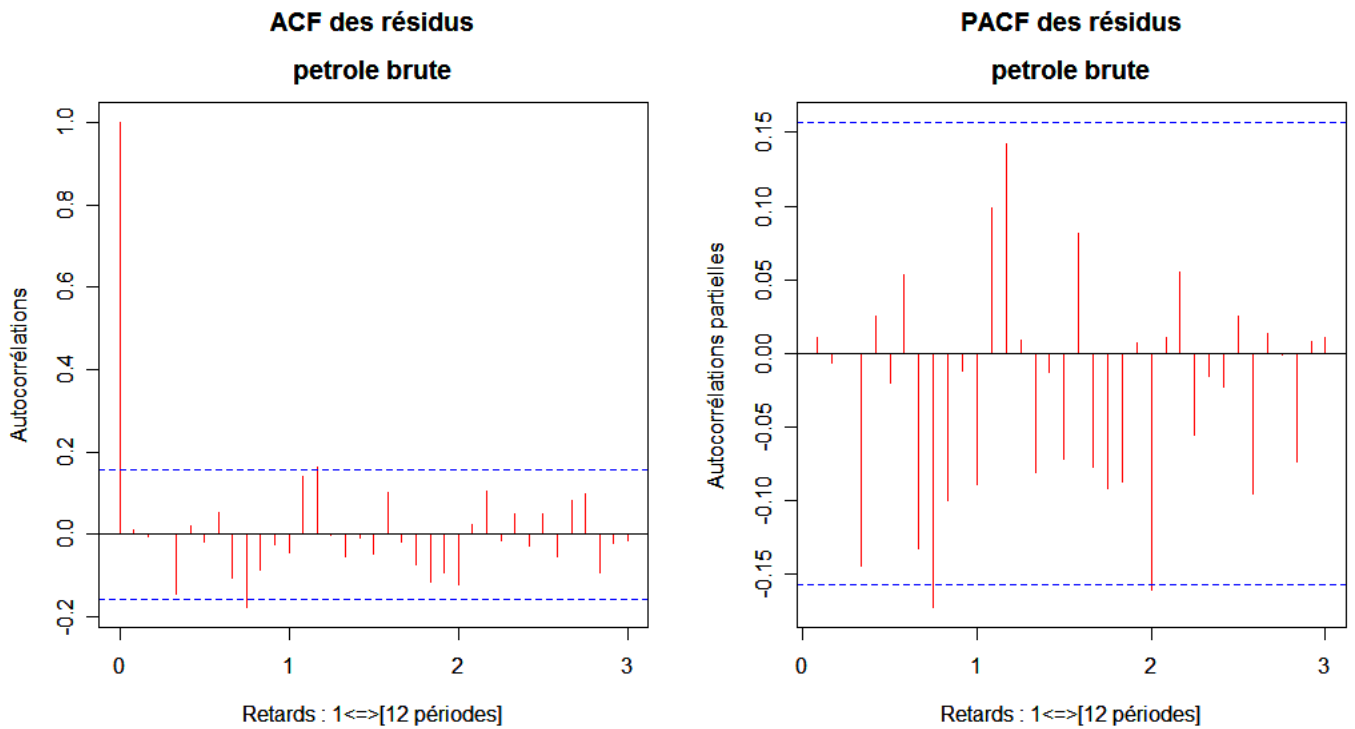 ACF des résidus
petrole brute
Autocorrélations
1.0
0.8
0.6
0.4
0.2
0.0
-0.2
0
1
2
3
Retards : 1<=>[12 périodes]
PACF des résidus
petrole brute
Autocorrélations partielles
0.15
0.10
0.05
0.00
-0.05
-0.10
-0.15
0
1
2
3
Retards : 1<=>[12 périodes]